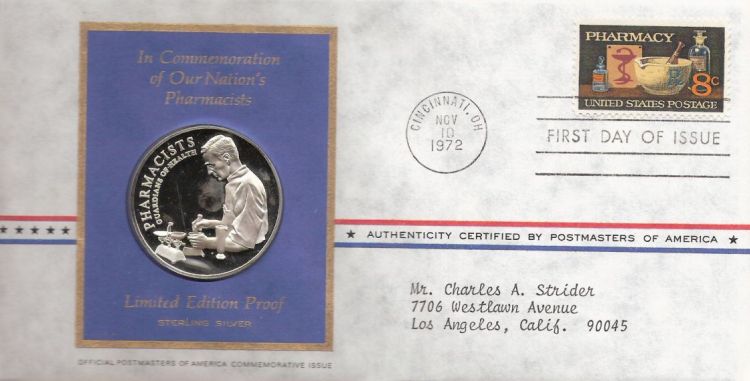 In Commemoration
of Our Nation's
Pharmacists
PHARMACISTS
GUARDIANS OF HEALTH
Limited Edition Proof
STERLING SILVER
OFFICIAL POSTMASTERS OF AMERICA COMMEMORATIVE ISSUE
PHARMACY
8c
UNITED STATES POSTAGE
CINCINNATI, OH
NOV
10
1972
FIRST DAY OF ISSUE
★ AUTHENTICITY CERTIFIED BY POSTMASTERS OF AMERICA ★
Mr. Charles A. Strider
7706 Westlawn Avenue
Los Angeles, Calif. 90045